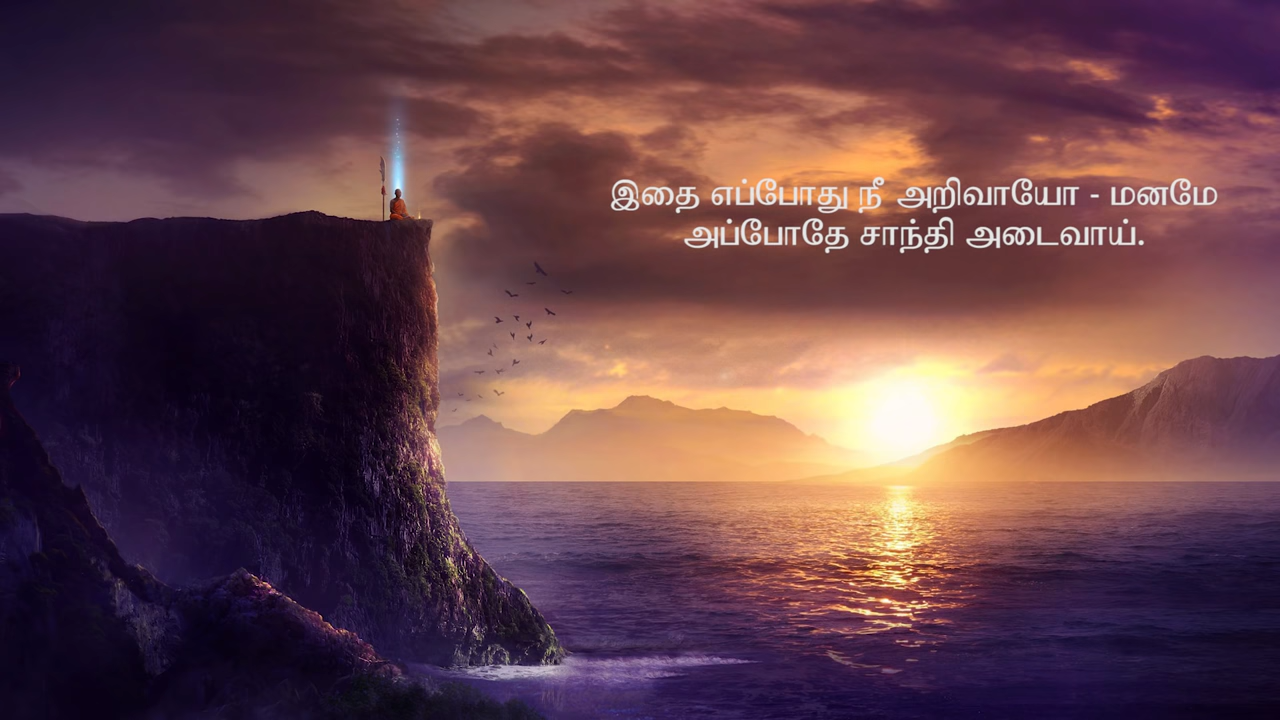 இதை எப்போது நீ அறிவாயோ - மனமே
அப்போதே சாந்தி அடைவாய்.